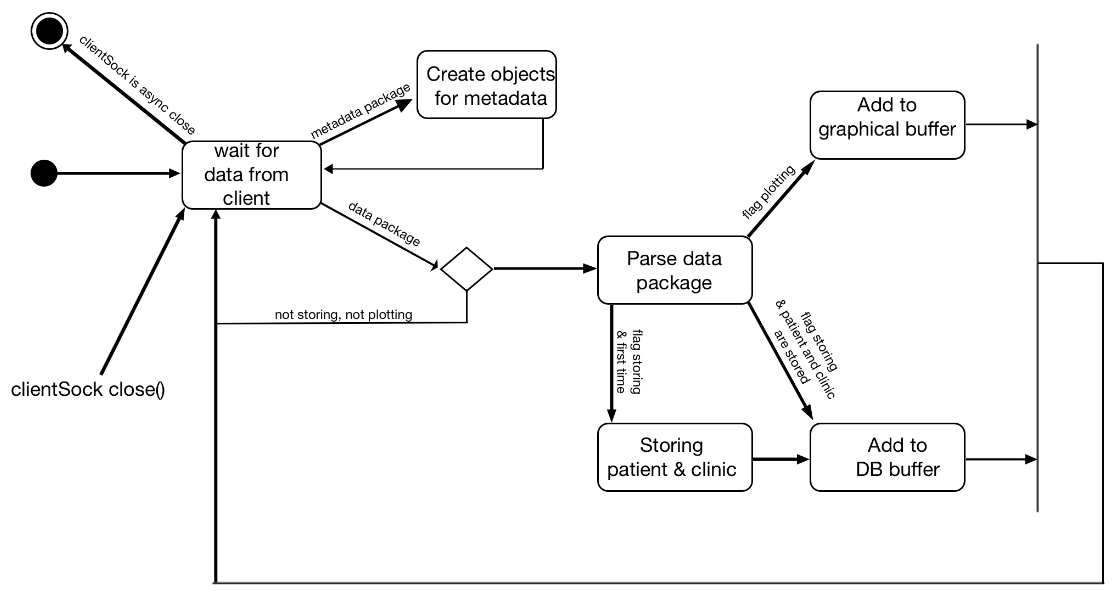 clientSock is async close
metadata package
Create objects
for metadata
wait for
data from
client
data package
not storing, not plotting
clientSock close()
Parse data
package
flag plotting
Add to
graphical buffer
flag storing
& first time
flag storing
& patient and clinic
are stored
Storing
patient & clinic
Add to
DB buffer